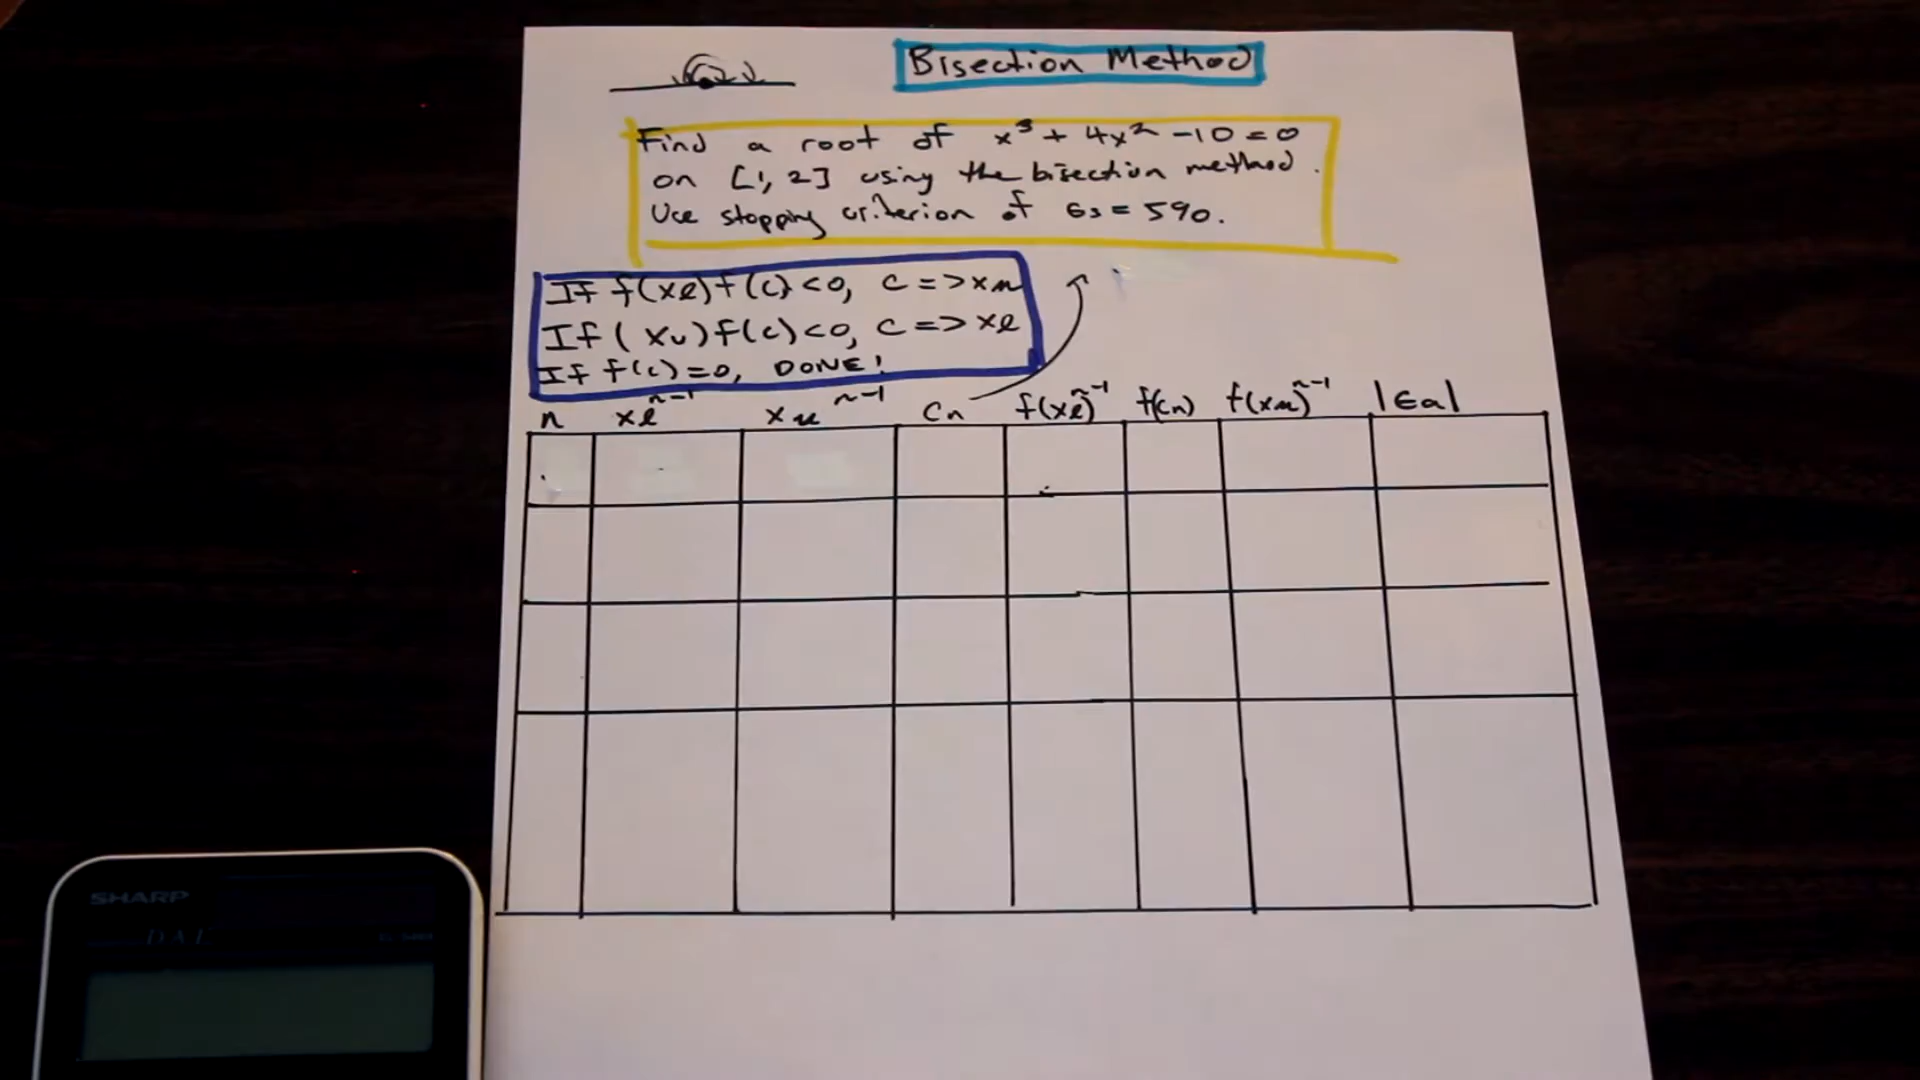 Bisection Method
Find a root of x³ + 4x² - 10 = 0
on [1, 2] using the bisection method.
Use stopping criterion of ϵs = 5%.
If f(xl) f(c) < 0, c => xu
If (xu) f(c) < 0, c => xl
If f(c) = 0, DONE!
n xl^n-1 xu^n-1 Cn f(xl)^n-1 f(Cn) f(xu)^n-1 |ϵa|
SHARP
DAL